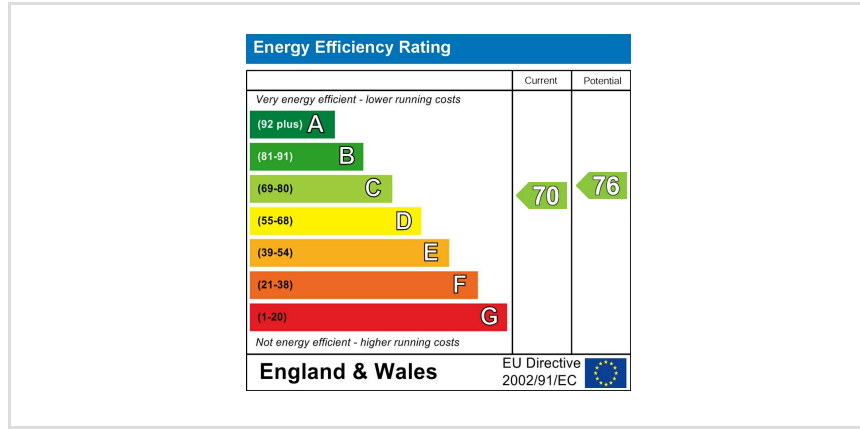 Energy Efficiency Rating
Current Potential
Very energy efficient - lower running costs
(92 plus) A
(81-91) B
(69-80) C
70 76
(55-68) D
(39-54) E
(21-38) F
(1-20) G
Not energy efficient - higher running costs
England & Wales
EU Directive
2002/91/EC